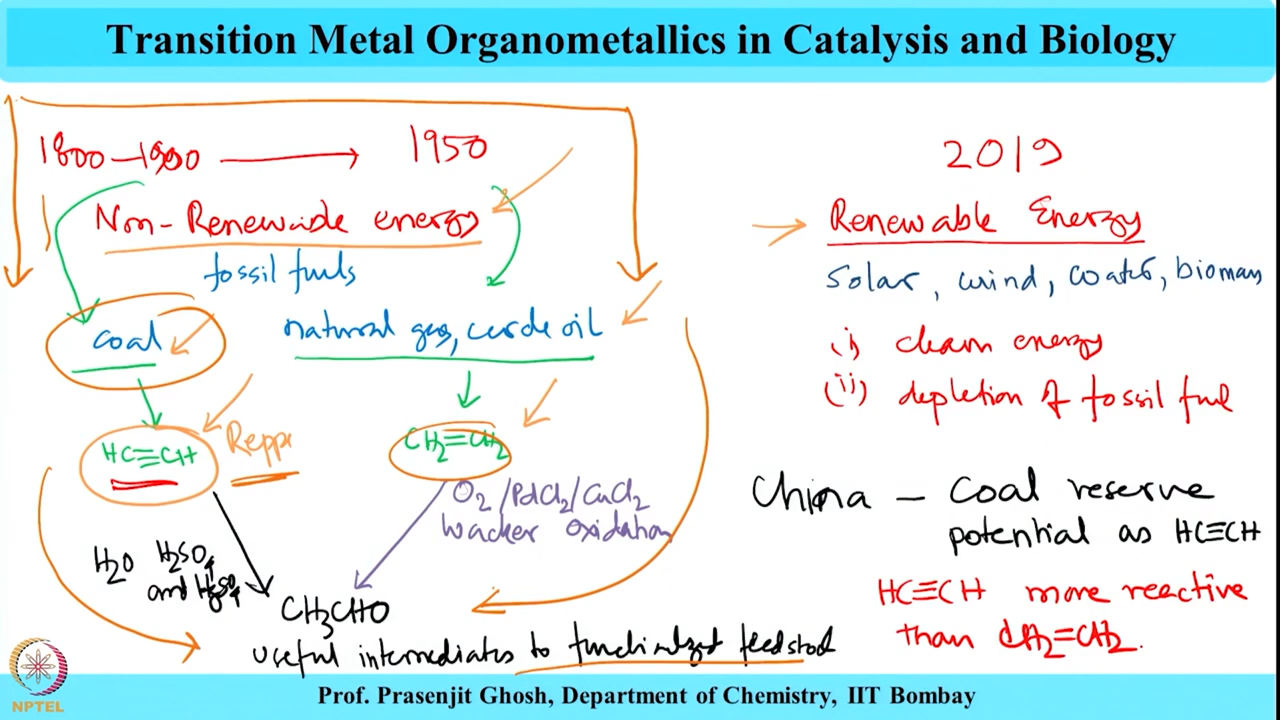 Transition Metal Organometallics in Catalysis and Biology
1800 – 1900 → 1950
Non-Renewable energy
fossil fuels
coal
natural gas, curde oil
HC≡CH
Repp
CH2=CH2
O2/PdCl2/CuCl2
Wacker oxidation
H2O H2SO4
and HgSO4
CH3CHO
useful intermediates to functionalized feedstock
2019
→ Renewable Energy
solar, wind, water, biomass
(i) clean energy
(ii) depletion of fossil fuel
China – Coal reserve
potential as HC≡CH
HC≡CH more reactive
than CH2=CH2.
NPTEL
Prof. Prasenjit Ghosh, Department of Chemistry, IIT Bombay